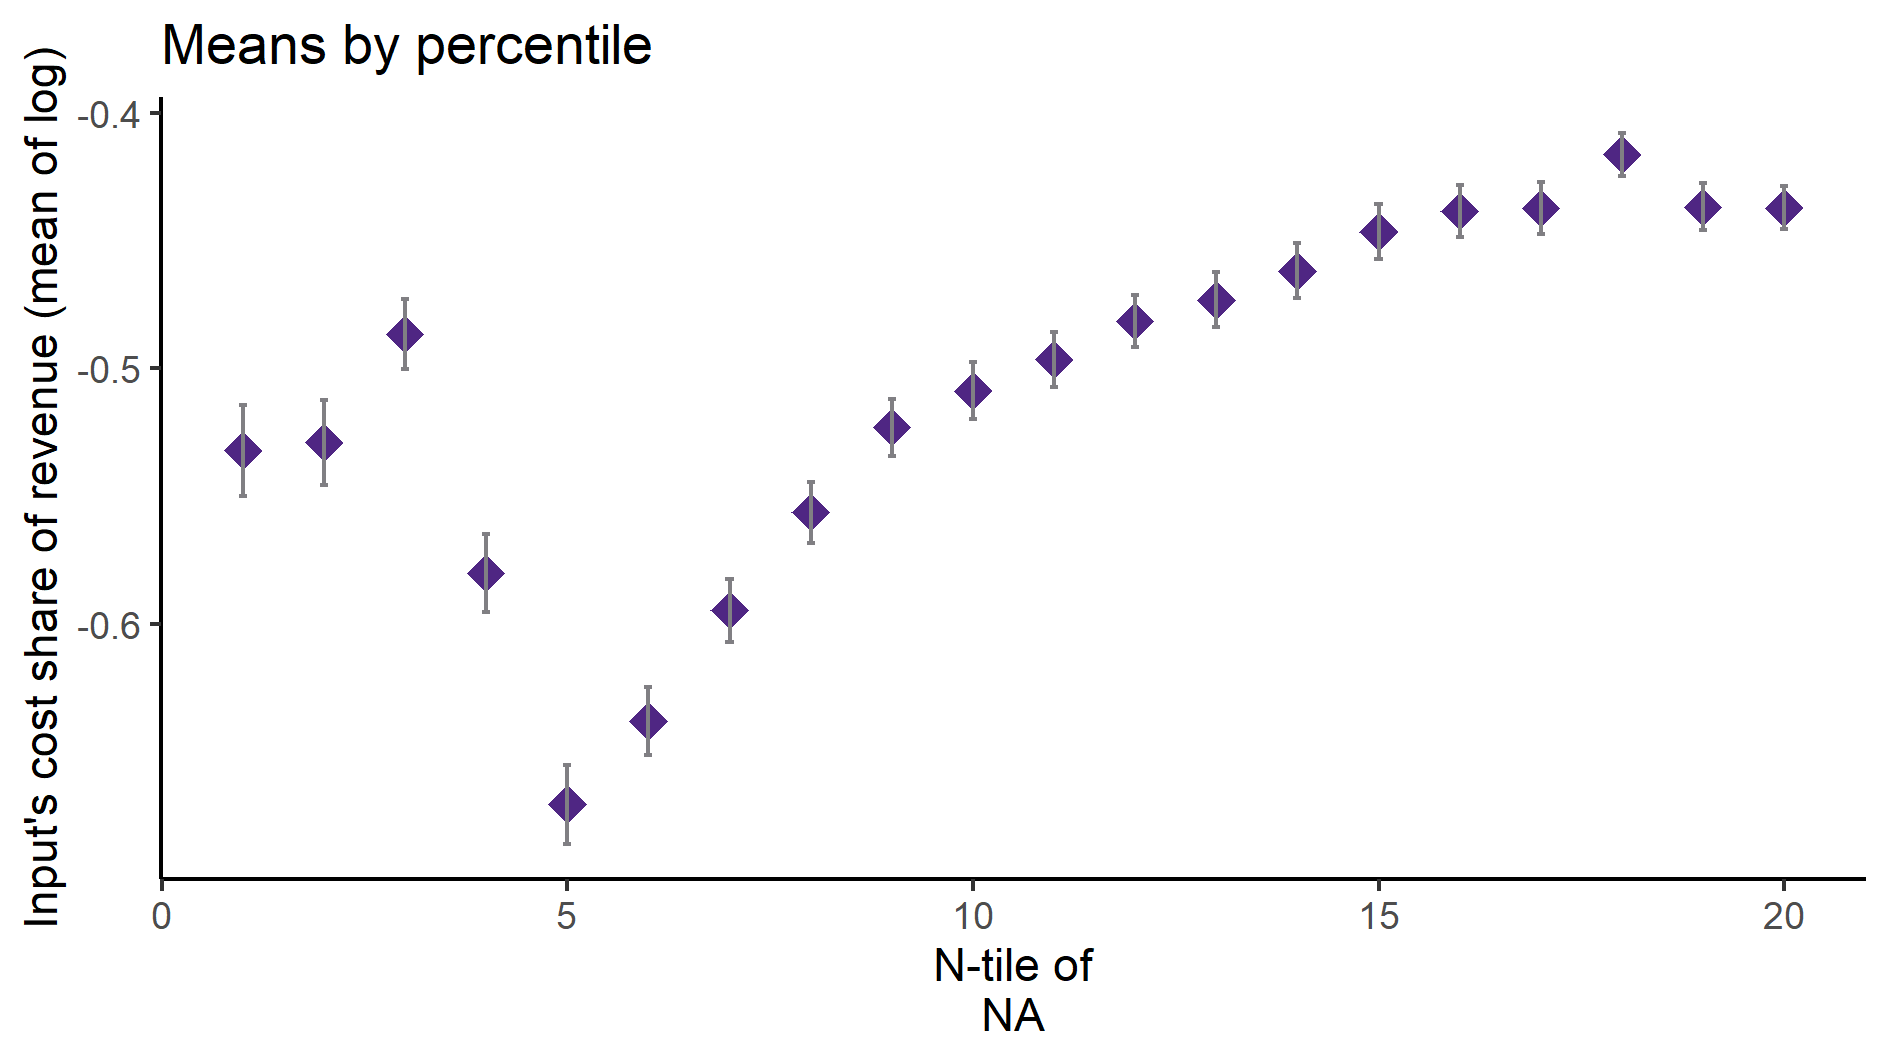 Means by percentile
Input's cost share of revenue (mean of log)
-0.4
-0.5
-0.6
0
5
10
15
20
N-tile of
NA